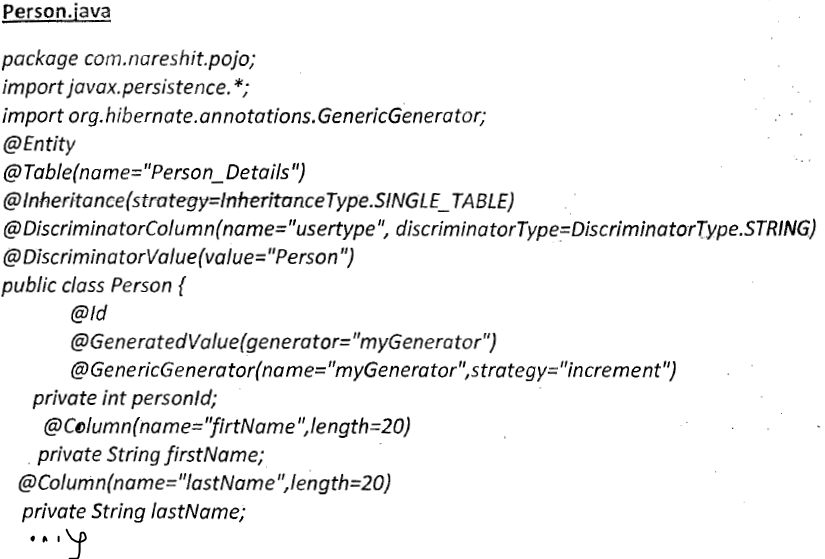 Person.java
package com.nareshit.pojo;
import javax.persistence.*;
import org.hibernate.annotations.GenericGenerator;
@Entity
@Table(name="Person_Details")
@Inheritance(strategy=InheritanceType.SINGLE_TABLE)
@DiscriminatorColumn(name="usertype", discriminatorType=DiscriminatorType.STRING)
@DiscriminatorValue(value="Person")
public class Person {
@Id
@GeneratedValue(generator="myGenerator")
@GenericGenerator(name="myGenerator",strategy="increment")
private int personId;
@Column(name="firtName",length=20)
private String firstName;
@Column(name="lastName",length=20)
private String lastName;
...}